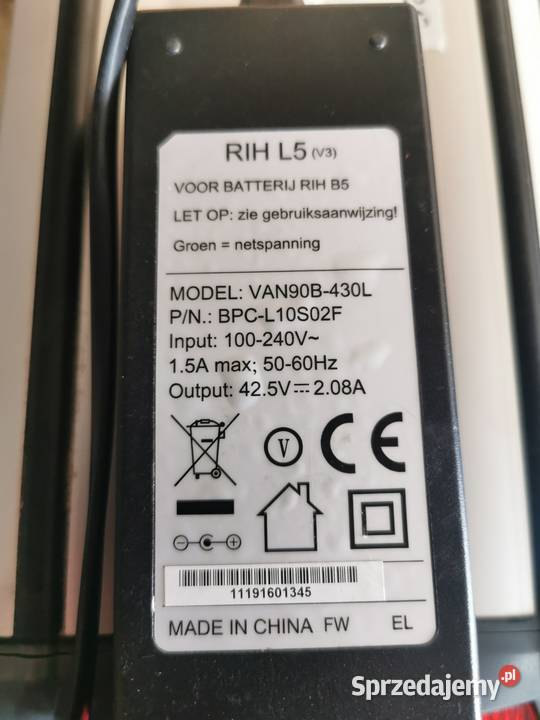 RIH L5 (V3)
VOOR BATTERIJ RIH B5
LET OP: zie gebruiksaanwijzing!
Groen = netspanning
MODEL: VAN90B-430L
P/N.: BPC-L10S02F
Input: 100-240V~
1.5A max; 50-60Hz
Output: 42.5V⎓2.08A
V CE
11191601345
MADE IN CHINA FW EL
Sprzedajemy.pl